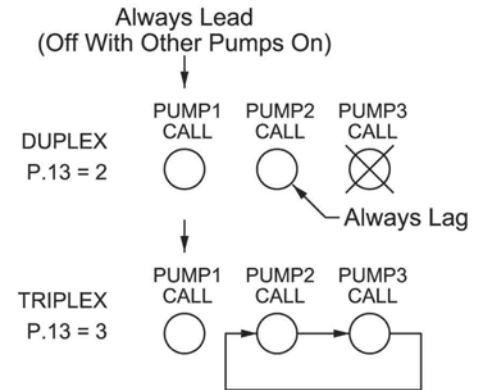 Always Lead
(Off With Other Pumps On)
PUMP1 PUMP2 PUMP3
CALL CALL CALL
DUPLEX
P.13 = 2
Always Lag
PUMP1 PUMP2 PUMP3
CALL CALL CALL
TRIPLEX
P.13 = 3